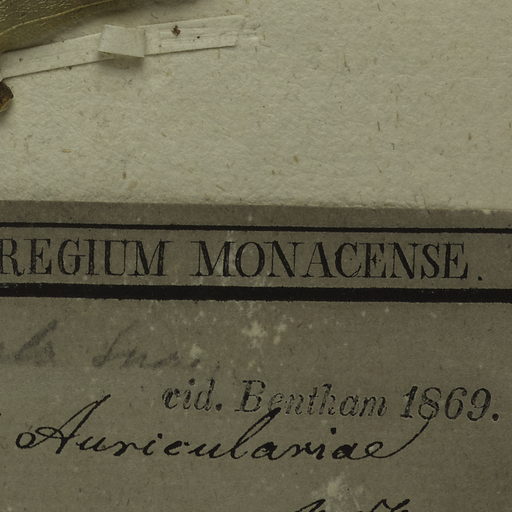 REGIUM MONACENSE.
vid. Bentham 1869.
Auriculariae